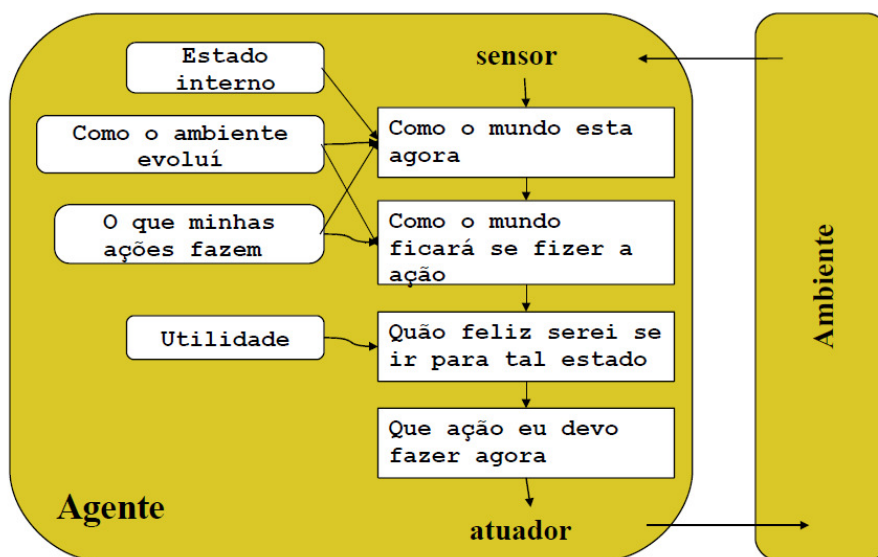 Estado
interno
sensor
Como o ambiente
evoluí
Como o mundo esta
agora
O que minhas
ações fazem
Como o mundo
ficará se fizer a
ação
Utilidade
Quão feliz serei se
ir para tal estado
Que ação eu devo
fazer agora
Agente
atuador
Ambiente